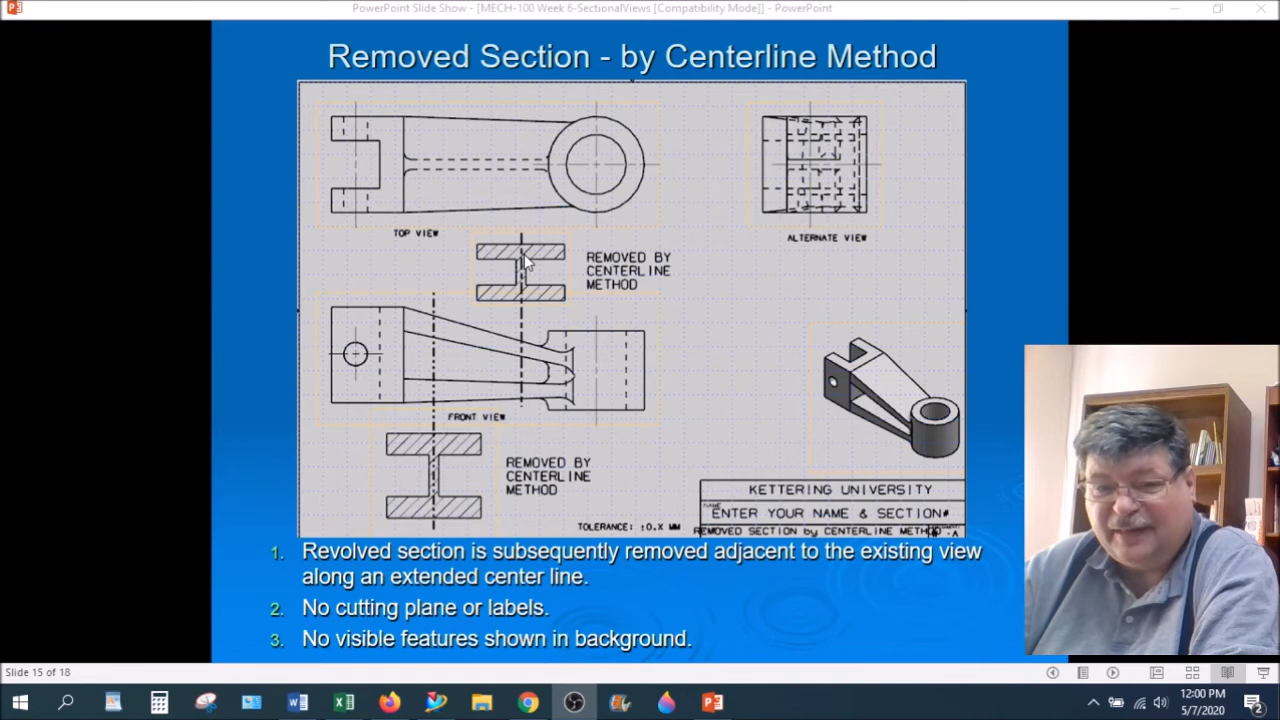 PowerPoint Slide Show - [MECH-100 Week 6-SectionalViews [Compatibility Mode]] - PowerPoint
Removed Section - by Centerline Method
TOP VIEW
ALTERNATE VIEW
REMOVED BY
CENTERLINE
METHOD
FRONT VIEW
REMOVED BY
CENTERLINE
METHOD
KETTERING UNIVERSITY
NAME
ENTER YOUR NAME & SECTION#
TOLERANCE: ±0.X MM
REMOVED SECTION by CENTERLINE METHOD
-A
1. Revolved section is subsequently removed adjacent to the existing view
along an extended center line.
2. No cutting plane or labels.
3. No visible features shown in background.
Slide 15 of 18
12:00 PM
5/7/2020
2